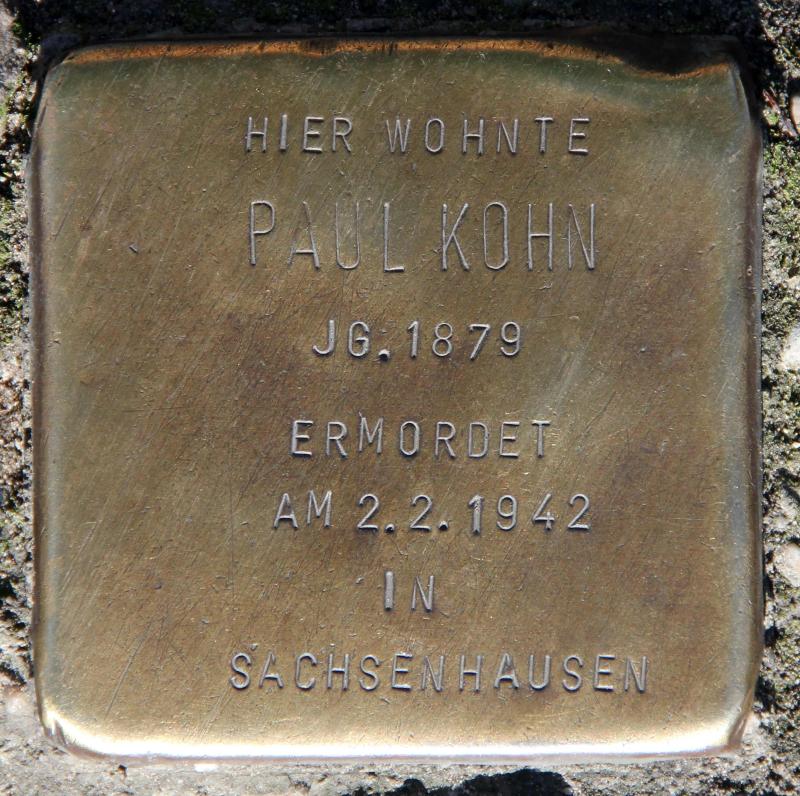 HIER WOHNTE
PAUL KOHN
JG. 1879
ERMORDET
AM 2.2.1942
IN
SACHSENHAUSEN